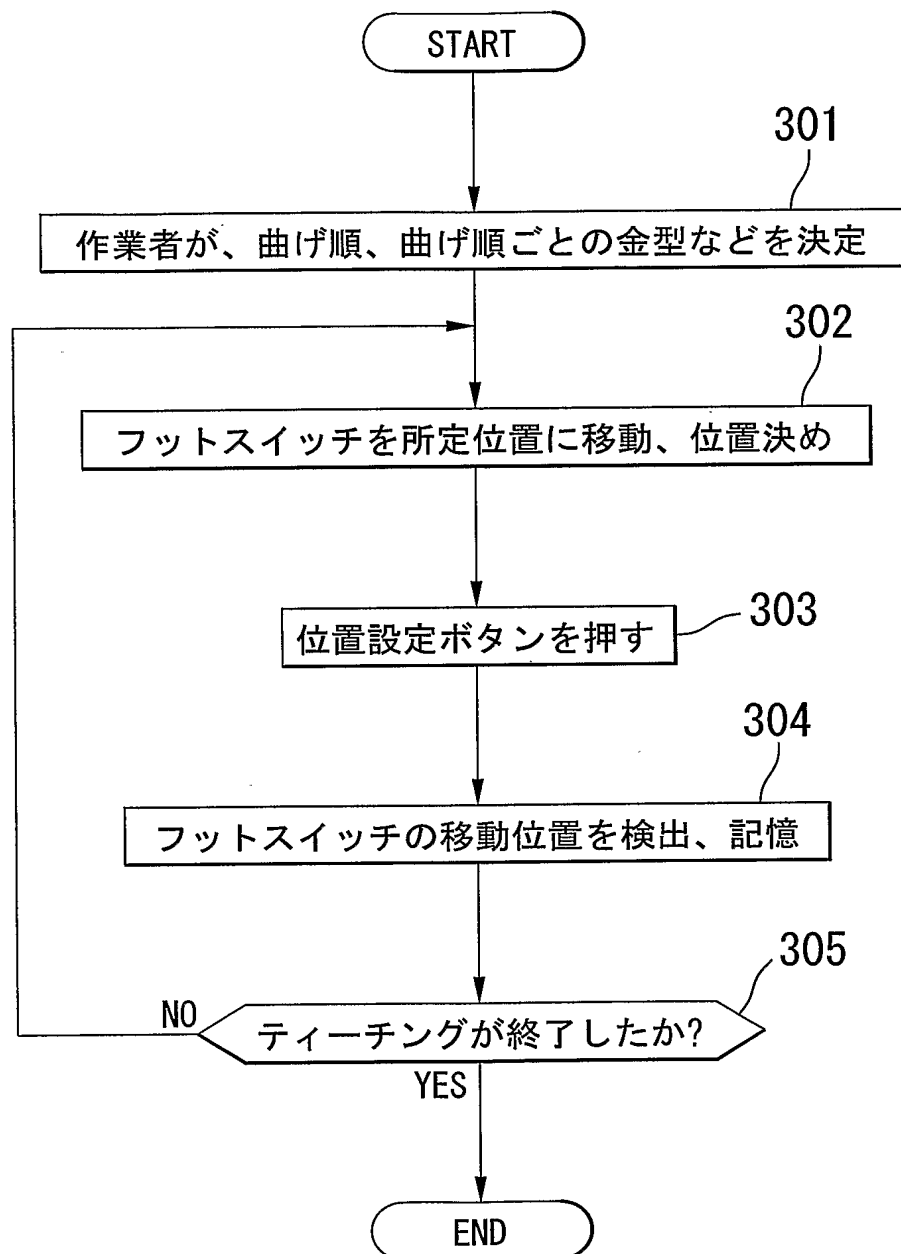 START
301
作業者が、曲げ順、曲げ順ごとの金型などを決定
302
フットスイッチを所定位置に移動、位置決め
303
位置設定ボタンを押す
304
フットスイッチの移動位置を検出、記憶
305
NO
ティーチングが終了したか?
YES
END